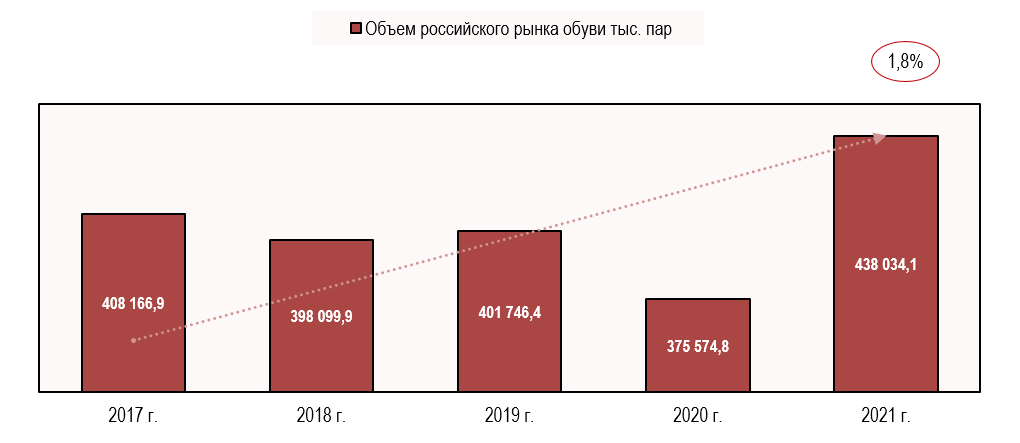 Объем российского рынка обуви тыс. пар
1,8%
408 166,9
398 099,9
401 746,4
375 574,8
438 034,1
2017 г.
2018 г.
2019 г.
2020 г.
2021 г.